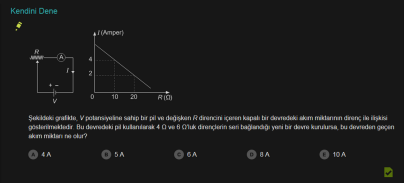 Kendini Dene
I (Amper)
R
A
4
I
2
+ -
V
0 10 20 R (Ω)
Şekildeki grafikte, V potansiyeline sahip bir pil ve değişken R direncini içeren kapalı bir devredeki akım miktarının direnç ile ilişkisi
gösterilmektedir. Bu devredeki pil kullanılarak 4 Ω ve 6 Ω'luk dirençlerin seri bağlandığı yeni bir devre kurulursa, bu devreden geçen
akım miktarı ne olur?
A 4 A B 5 A C 6 A D 8 A E 10 A